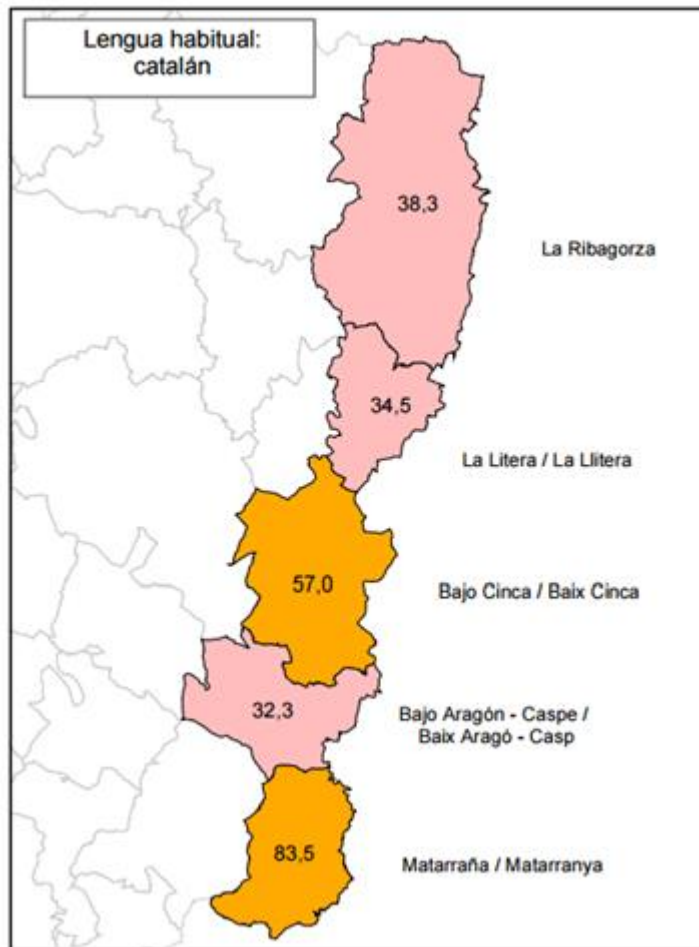 Lengua habitual:
catalán
38,3
La Ribagorza
34,5
La Litera / La Llitera
57,0
Bajo Cinca / Baix Cinca
32,3
Bajo Aragón - Caspe /
Baix Aragó - Casp
83,5
Matarraña / Matarranya